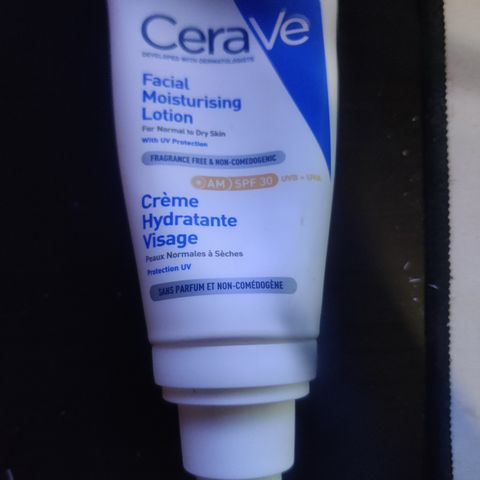 CeraVe
DEVELOPED WITH DERMATOLOGISTS
Facial
Moisturising
Lotion
For Normal to Dry Skin
With UV Protection
FRAGRANCE FREE & NON-COMEDOGENIC
AM SPF 30 UVB + UVA
Crème
Hydratante
Visage
Peaux Normales à Sèches
Protection UV
SANS PARFUM ET NON-COMÉDOGÈNE